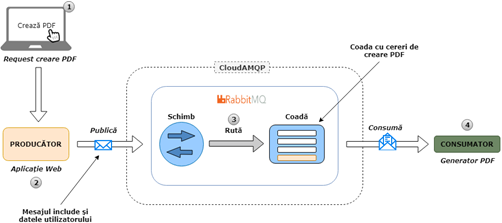 1
Crează PDF
Request creare PDF
Coada cu cereri de
creare PDF
CloudAMQP
RabbitMQ
Schimb
3
Rută
Coadă
Publică
Consumă
4
PRODUCĂTOR
CONSUMATOR
Aplicație Web
Generator PDF
2
Mesajul include și
datele utilizatorului